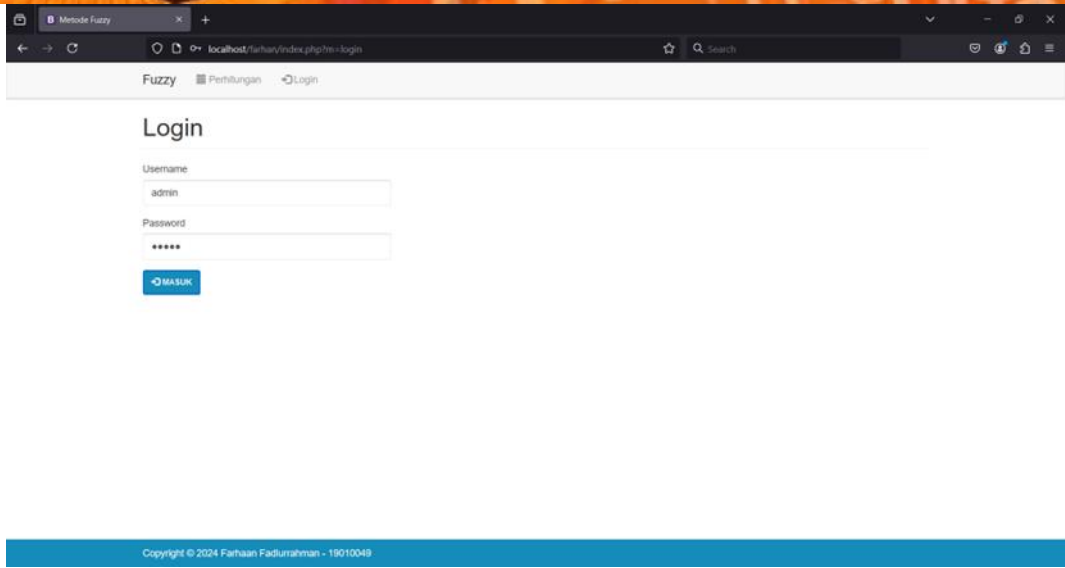 B Metode Fuzzy
localhost/farhan/index.php?m=login
Search
Fuzzy Perhitungan Login
Login
Username
admin
Password
•••••
MASUK
Copyright © 2024 Farhaan Fadlurrahman - 19010049